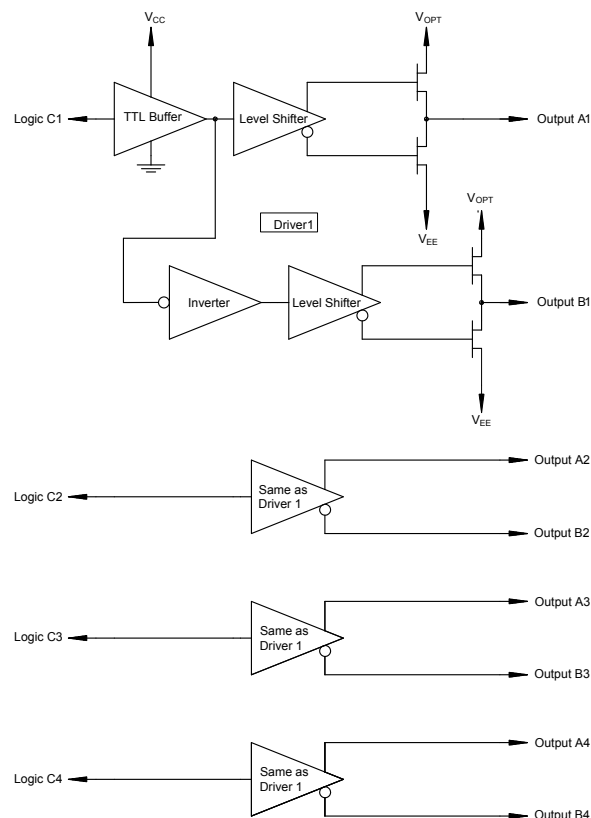 VCC
VOPT
Logic C1
TTL Buffer
Level Shifter
Output A1
Driver1
VEE
VOPT
Inverter
Level Shifter
Output B1
VEE
Output A2
Logic C2
Same as
Driver 1
Output B2
Output A3
Logic C3
Same as
Driver 1
Output B3
Output A4
Logic C4
Same as
Driver 1
Output B4